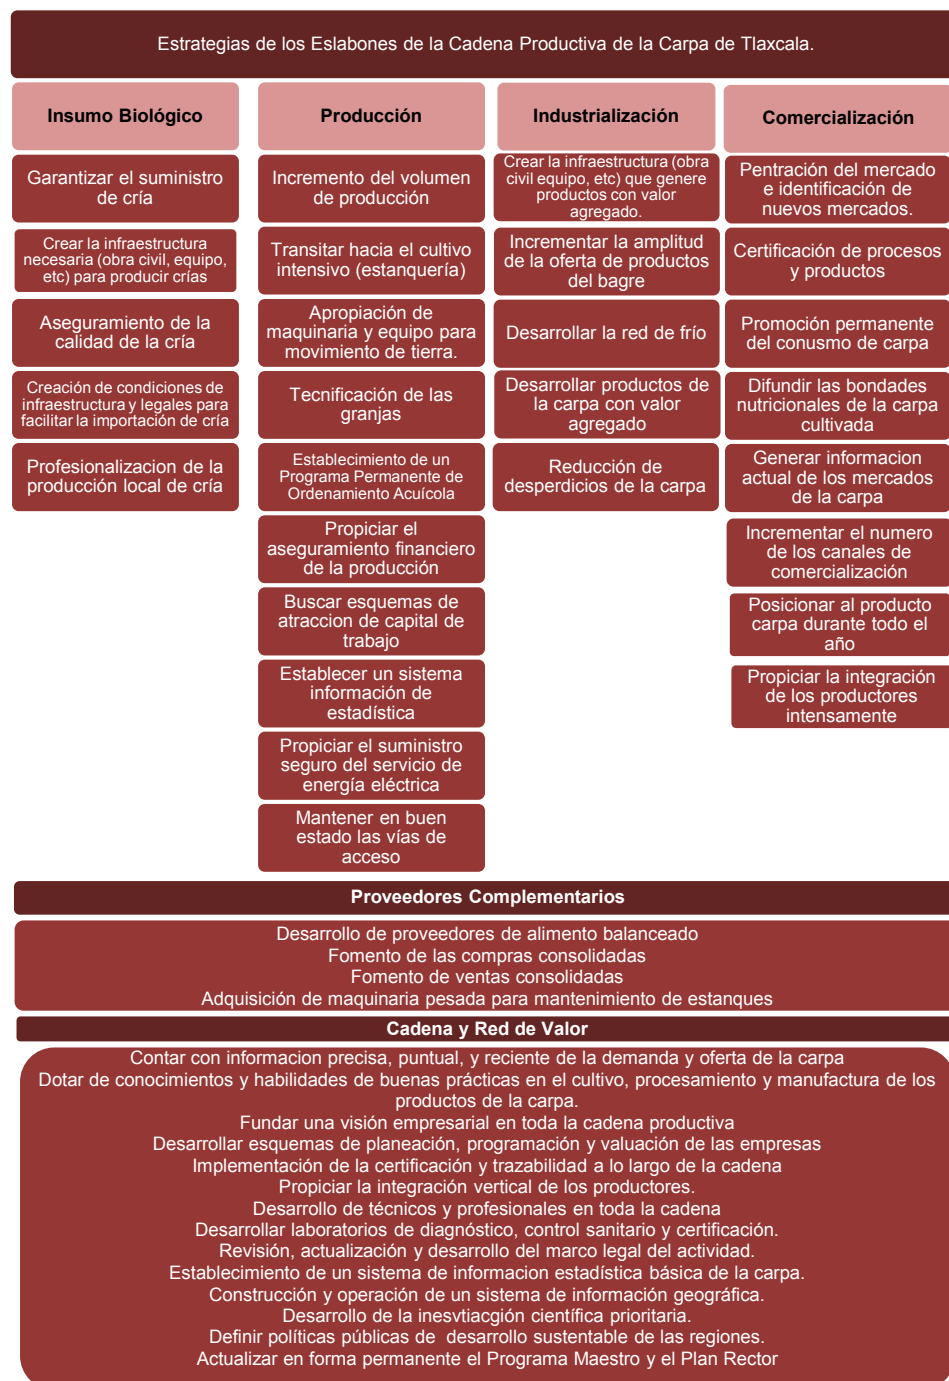 Estrategias de los Eslabones de la Cadena Productiva de la Carpa de Tlaxcala.
Insumo Biológico
Garantizar el suministro
de cría
Crear la infraestructura
necesaria (obra civil, equipo,
etc) para producir crías
Aseguramiento de la
calidad de la cría
Creación de condiciones de
infraestructura y legales para
facilitar la importación de cría
Profesionalizacion de la
producción local de cría
Producción
Incremento del volumen
de producción
Transitar hacia el cultivo
intensivo (estanquería)
Apropiación de
maquinaria y equipo para
movimiento de tierra.
Tecnificación de las
granjas
Establecimiento de un
Programa Permanente de
Ordenamiento Acuícola
Propiciar el
aseguramiento financiero
de la producción
Buscar esquemas de
atraccion de capital de
trabajo
Establecer un sistema
información de
estadística
Propiciar el suministro
seguro del servicio de
energía eléctrica
Mantener en buen
estado las vías de
acceso
Industrialización
Crear la infraestructura (obra
civil equipo, etc) que genere
productos con valor
agregado.
Incrementar la amplitud
de la oferta de productos
del bagre
Desarrollar la red de frío
Desarrollar productos de
la carpa con valor
agregado
Reducción de
desperdicios de la carpa
Comercialización
Pentración del mercado
e identificación de
nuevos mercados.
Certificación de procesos
y productos
Promoción permanente
del conusmo de carpa
Difundir las bondades
nutricionales de la carpa
cultivada
Generar informacion
actual de los mercados
de la carpa
Incrementar el numero
de los canales de
comercialización
Posicionar al producto
carpa durante todo el
año
Propiciar la integración
de los productores
intensamente
Proveedores Complementarios
Desarrollo de proveedores de alimento balanceado
Fomento de las compras consolidadas
Fomento de ventas consolidadas
Adquisición de maquinaria pesada para mantenimiento de estanques
Cadena y Red de Valor
Contar con informacion precisa, puntual, y reciente de la demanda y oferta de la carpa
Dotar de conocimientos y habilidades de buenas prácticas en el cultivo, procesamiento y manufactura de los
productos de la carpa.
Fundar una visión empresarial en toda la cadena productiva
Desarrollar esquemas de planeación, programación y valuación de las empresas
Implementación de la certificación y trazabilidad a lo largo de la cadena
Propiciar la integración vertical de los productores.
Desarrollo de técnicos y profesionales en toda la cadena
Desarrollar laboratorios de diagnóstico, control sanitario y certificación.
Revisión, actualización y desarrollo del marco legal del actividad.
Establecimiento de un sistema de informacion estadística básica de la carpa.
Construcción y operación de un sistema de información geográfica.
Desarrollo de la inesvtiacgión científica prioritaria.
Definir políticas públicas de  desarrollo sustentable de las regiones.
Actualizar en forma permanente el Programa Maestro y el Plan Rector